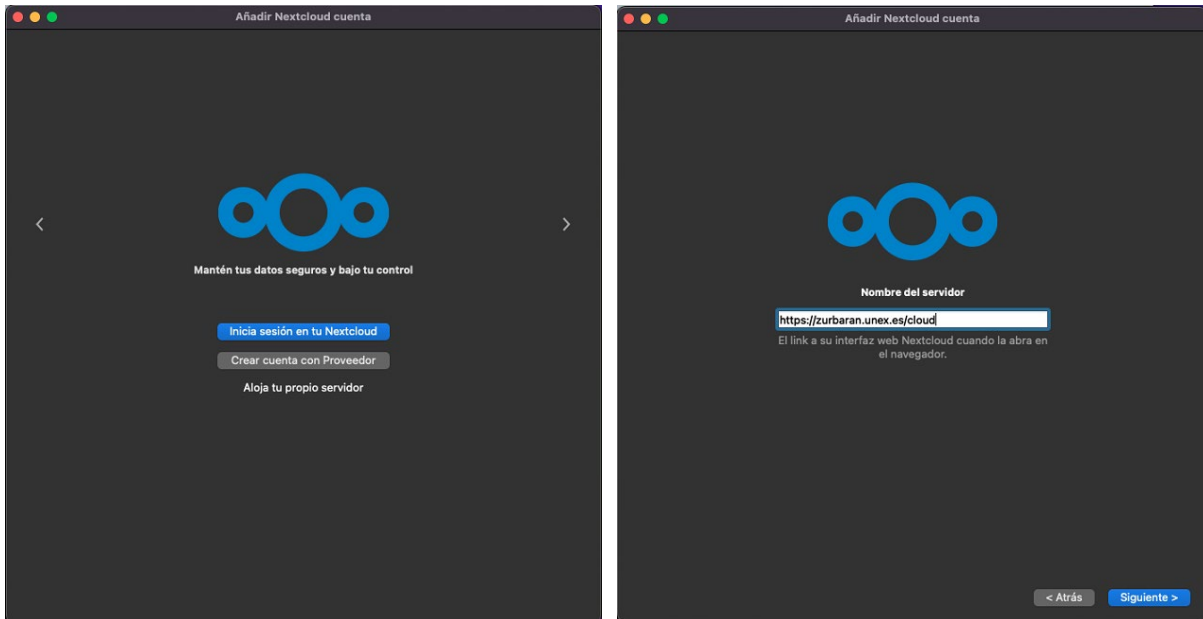 Añadir Nextcloud cuenta
Mantén tus datos seguros y bajo tu control
Inicia sesión en tu Nextcloud
Crear cuenta con Proveedor
Aloja tu propio servidor
Añadir Nextcloud cuenta
Nombre del servidor
https://zurbaran.unex.es/cloud
El link a su interfaz web Nextcloud cuando la abra en
el navegador.
< Atrás
Siguiente >